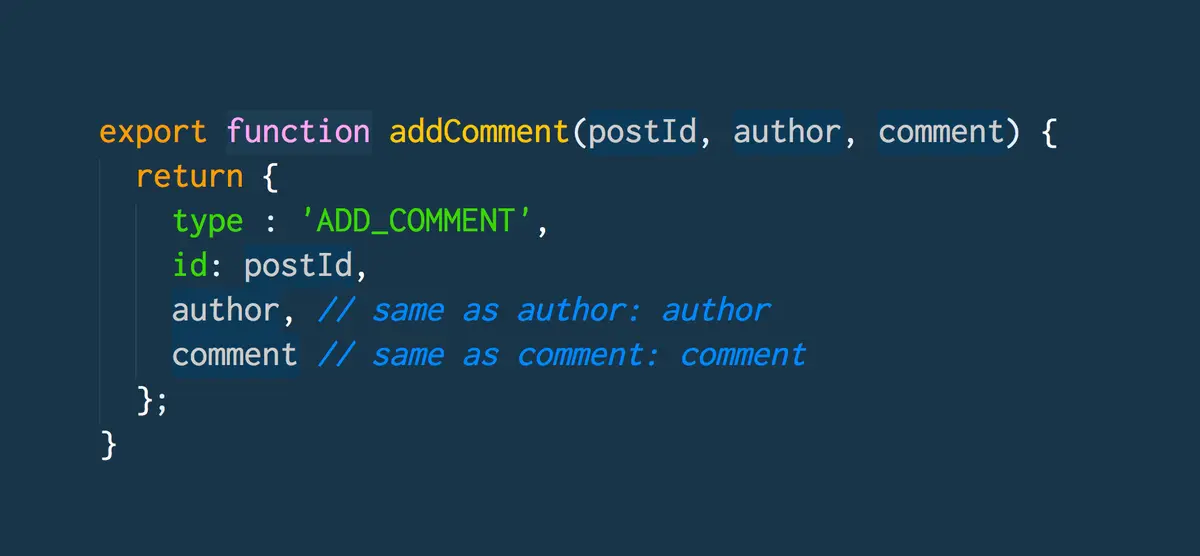 export function addComment(postId, author, comment) {
  return {
    type : 'ADD_COMMENT',
    id: postId,
    author, // same as author: author
    comment // same as comment: comment
  };
}